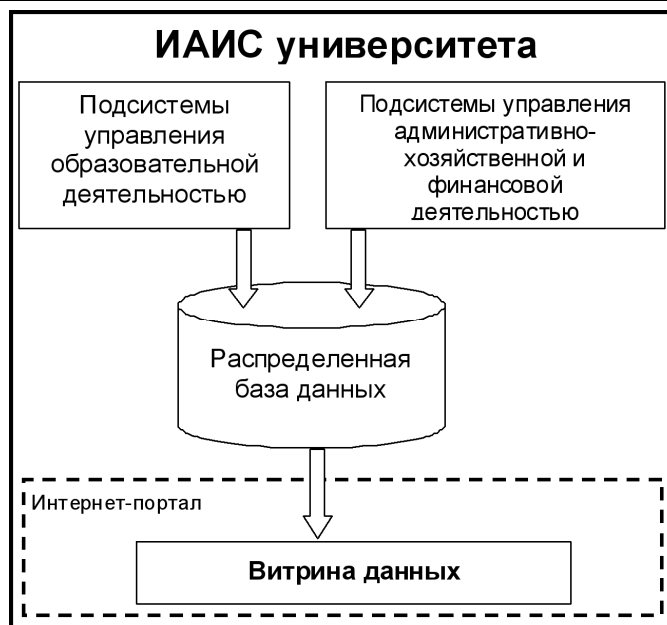 ИАИС университета
Подсистемы
управления
образовательной
деятельностью
Подсистемы управления
административно-
хозяйственной и
финансовой
деятельностью
Распределенная
база данных
Интернет-портал
Витрина данных